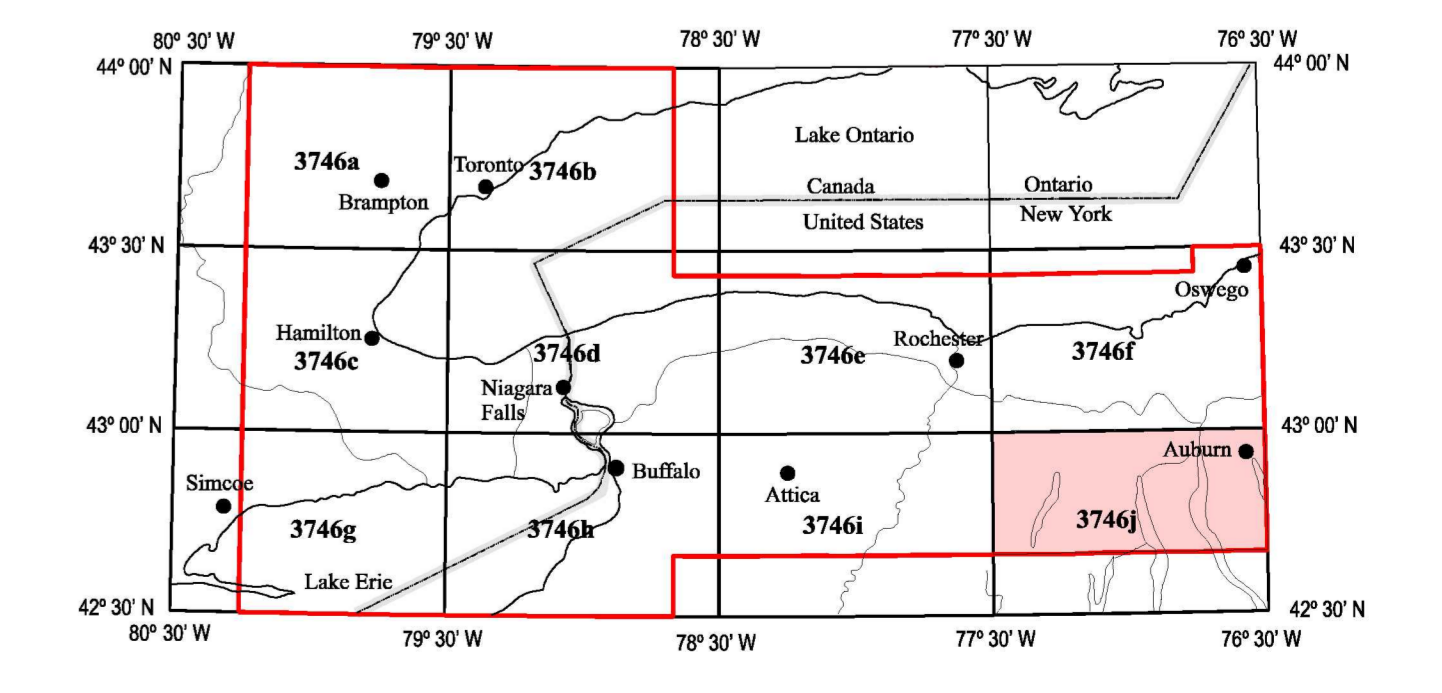 80º 30' W
79º 30' W
78º 30' W
77º 30' W
76º 30' W
44º 00' N
44º 00' N
Lake Ontario
3746a
Toronto
3746b
Brampton
Canada
Ontario
United States
New York
43º 30' N
43º 30' N
Oswego
Hamilton
3746c
3746d
3746e
Rochester
3746f
Niagara
Falls
43º 00' N
43º 00' N
Auburn
Simcoe
Buffalo
Attica
3746g
3746h
3746i
3746j
Lake Erie
42º 30' N
42º 30' N
80º 30' W
79º 30' W
78º 30' W
77º 30' W
76º 30' W